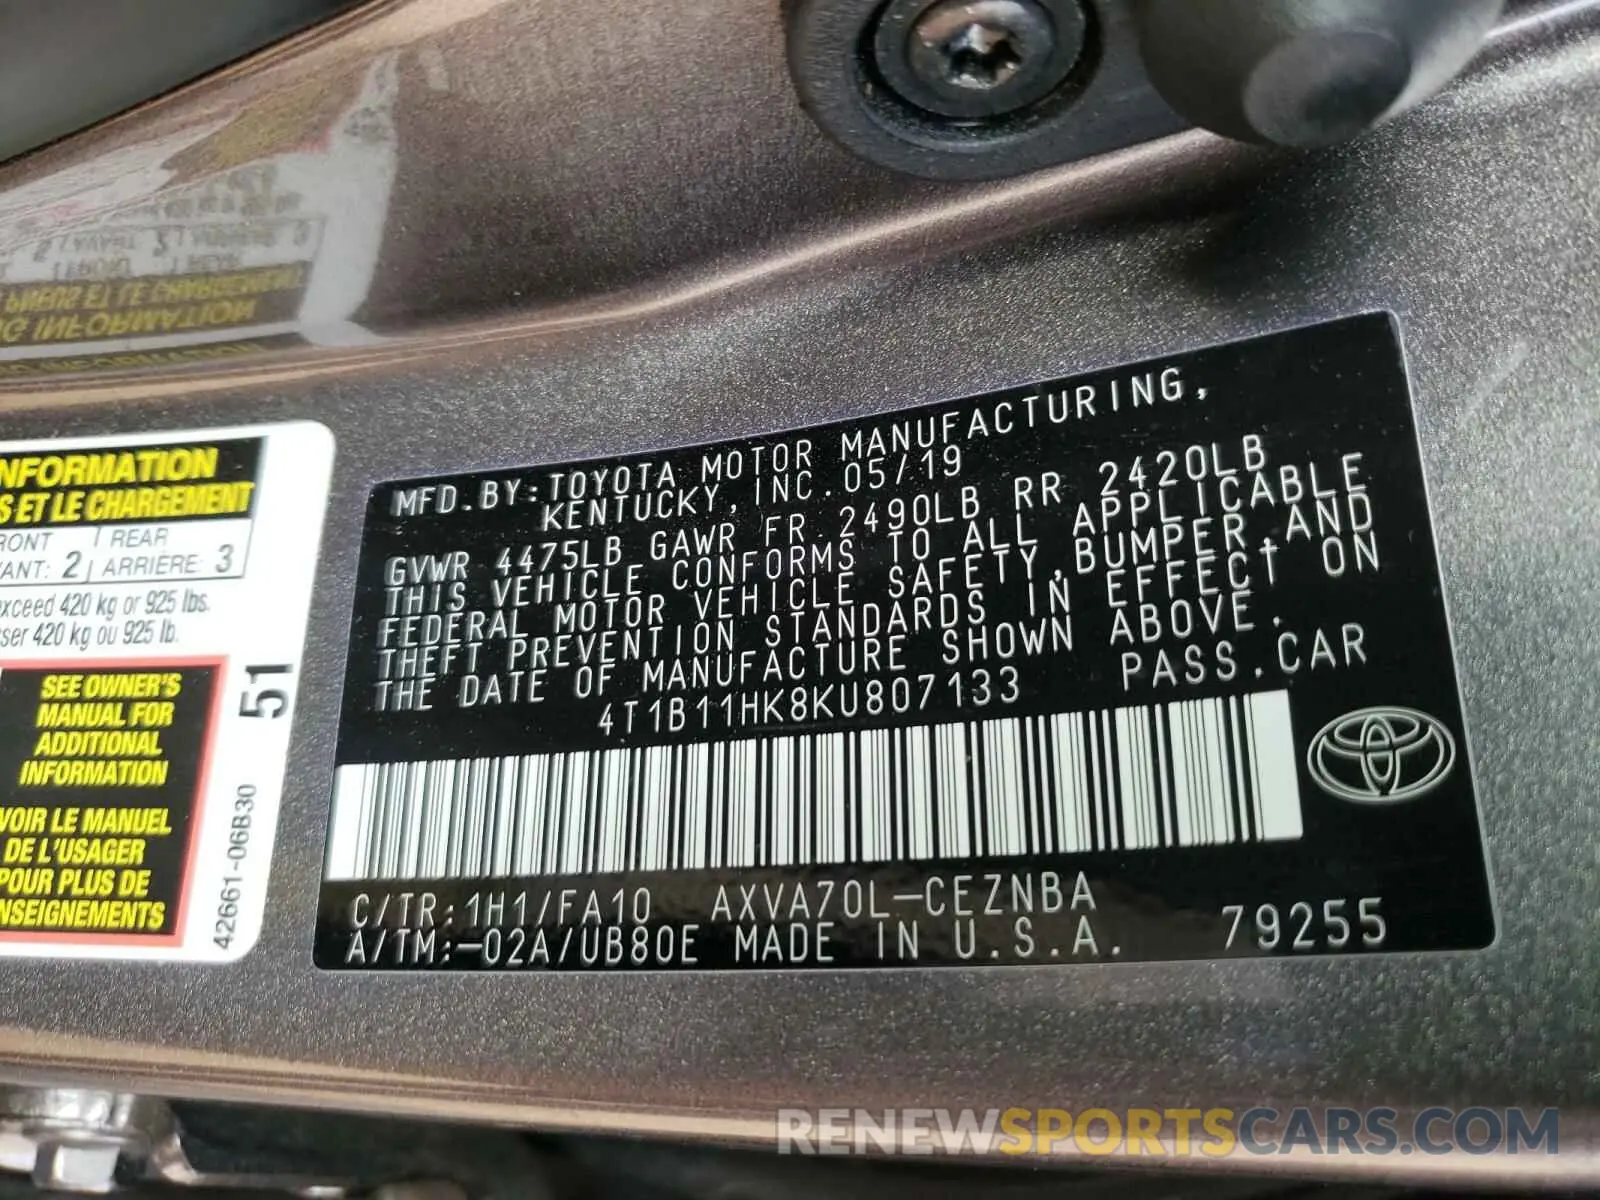 NFORMATION
S ET LE CHARGEMENT
RONT REAR
VANT: 2 ARRIÈRE: 3
exceed 420 kg or 925 lbs.
ser 420 kg ou 925 lb.
SEE OWNER'S
MANUAL FOR
ADDITIONAL
INFORMATION
VOIR LE MANUEL
DE L'USAGER
POUR PLUS DE
NSEIGNEMENTS
51
42661-06B30
MFD. BY: TOYOTA MOTOR MANUFACTURING,
KENTUCKY, INC. 05/19
GVWR 4475LB GAWR FR 2490LB RR 2420LB
THIS VEHICLE CONFORMS TO ALL APPLICABLE
FEDERAL MOTOR VEHICLE SAFETY, BUMPER, AND
THEFT PREVENTION STANDARDS IN EFFECT ON
THE DATE OF MANUFACTURE SHOWN ABOVE.
4T1B11HK8KU807133 PASS. CAR
C/TR: 1H1/FA10 AXVA70L-CEZNBA
A/TM: -02A/UB80E MADE IN U.S.A. 79255
RENEWSPORTSCARS.COM